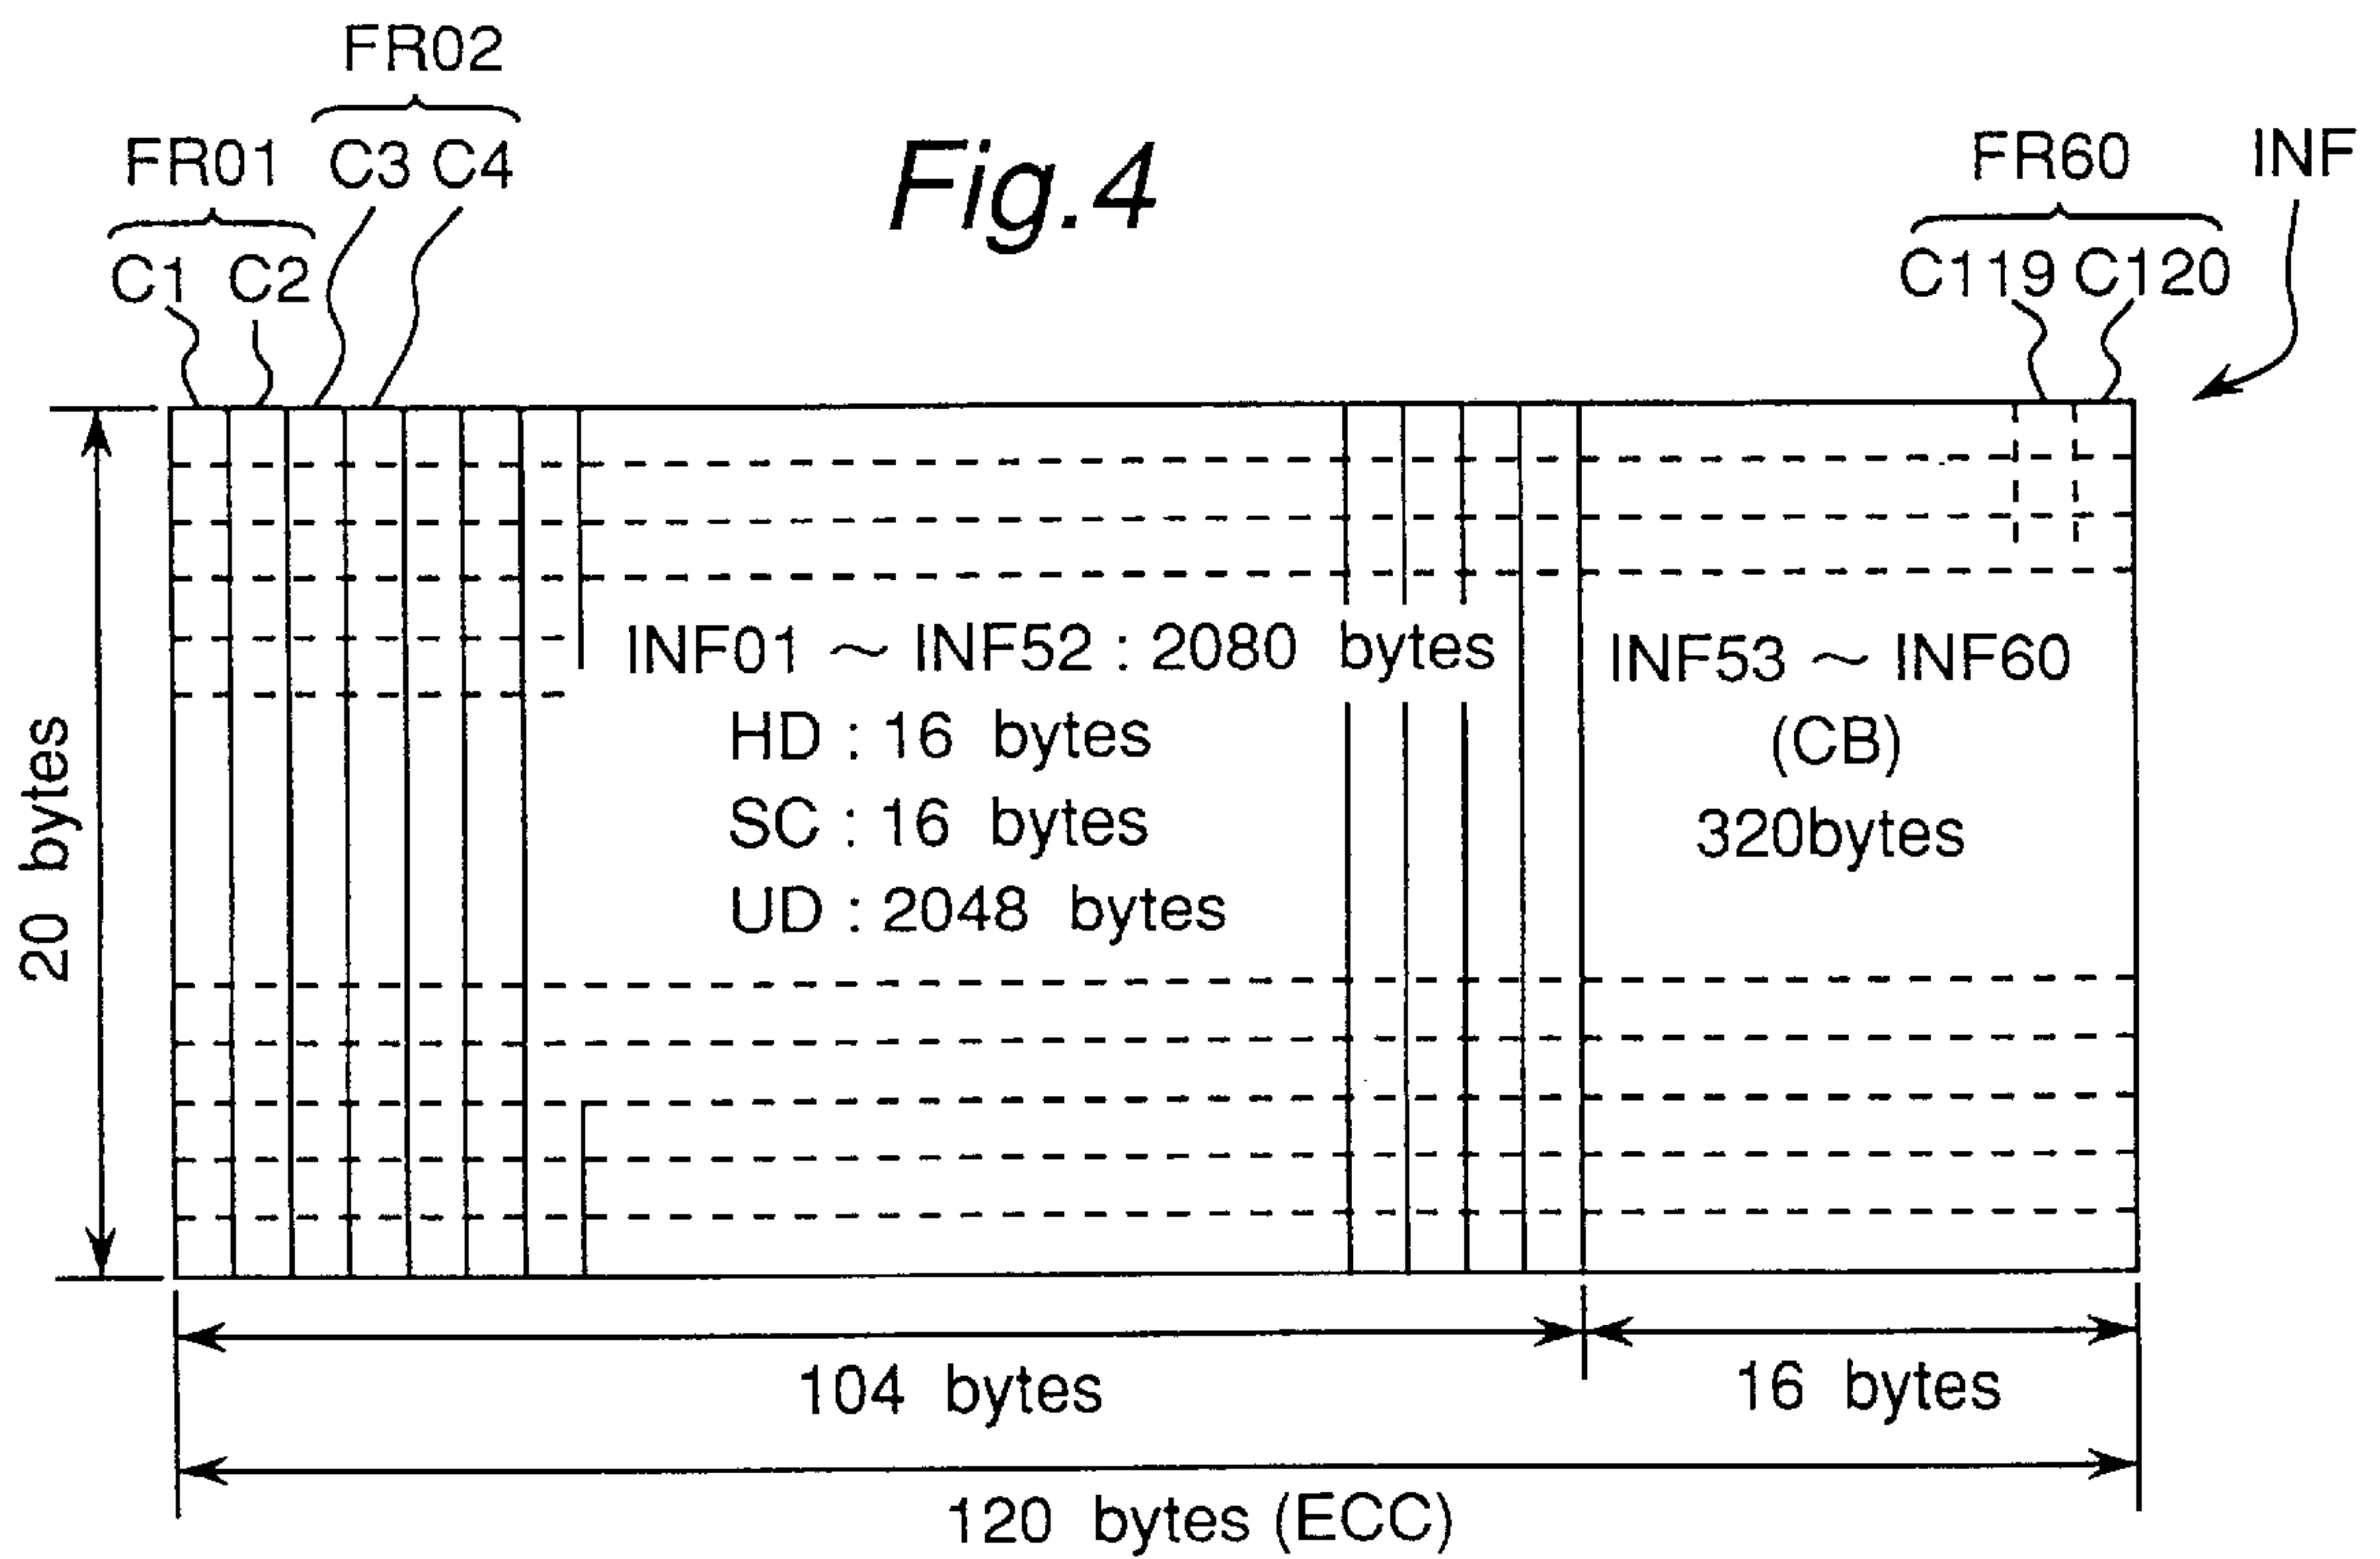 FR02
FR01
C3 C4
C1 C2
Fig.4
FR60
INF
C119 C120
20 bytes
INF01 ~ INF52 : 2080 bytes
HD : 16 bytes
SC : 16 bytes
UD : 2048 bytes
INF53 ~ INF60
(CB)
320bytes
104 bytes
16 bytes
120 bytes (ECC)